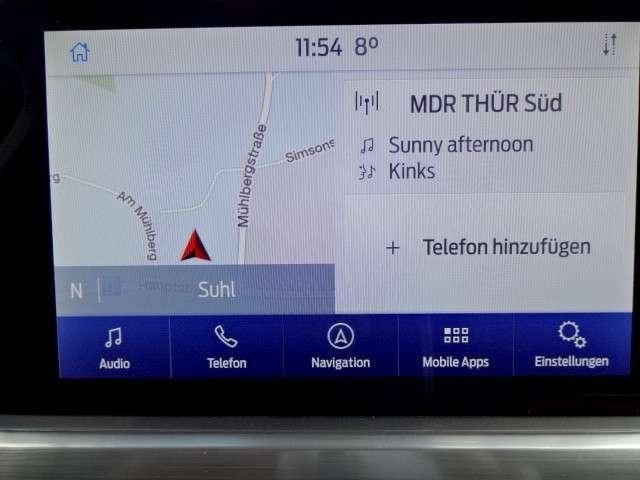 11:54 8°
MDR THÜR Süd
Sunny afternoon
Kinks
Simsons
Mühlbergstraße
Am Mühlberg
g
+ Telefon hinzufügen
N Suhl
Audio
Telefon
Navigation
Mobile Apps
Einstellungen